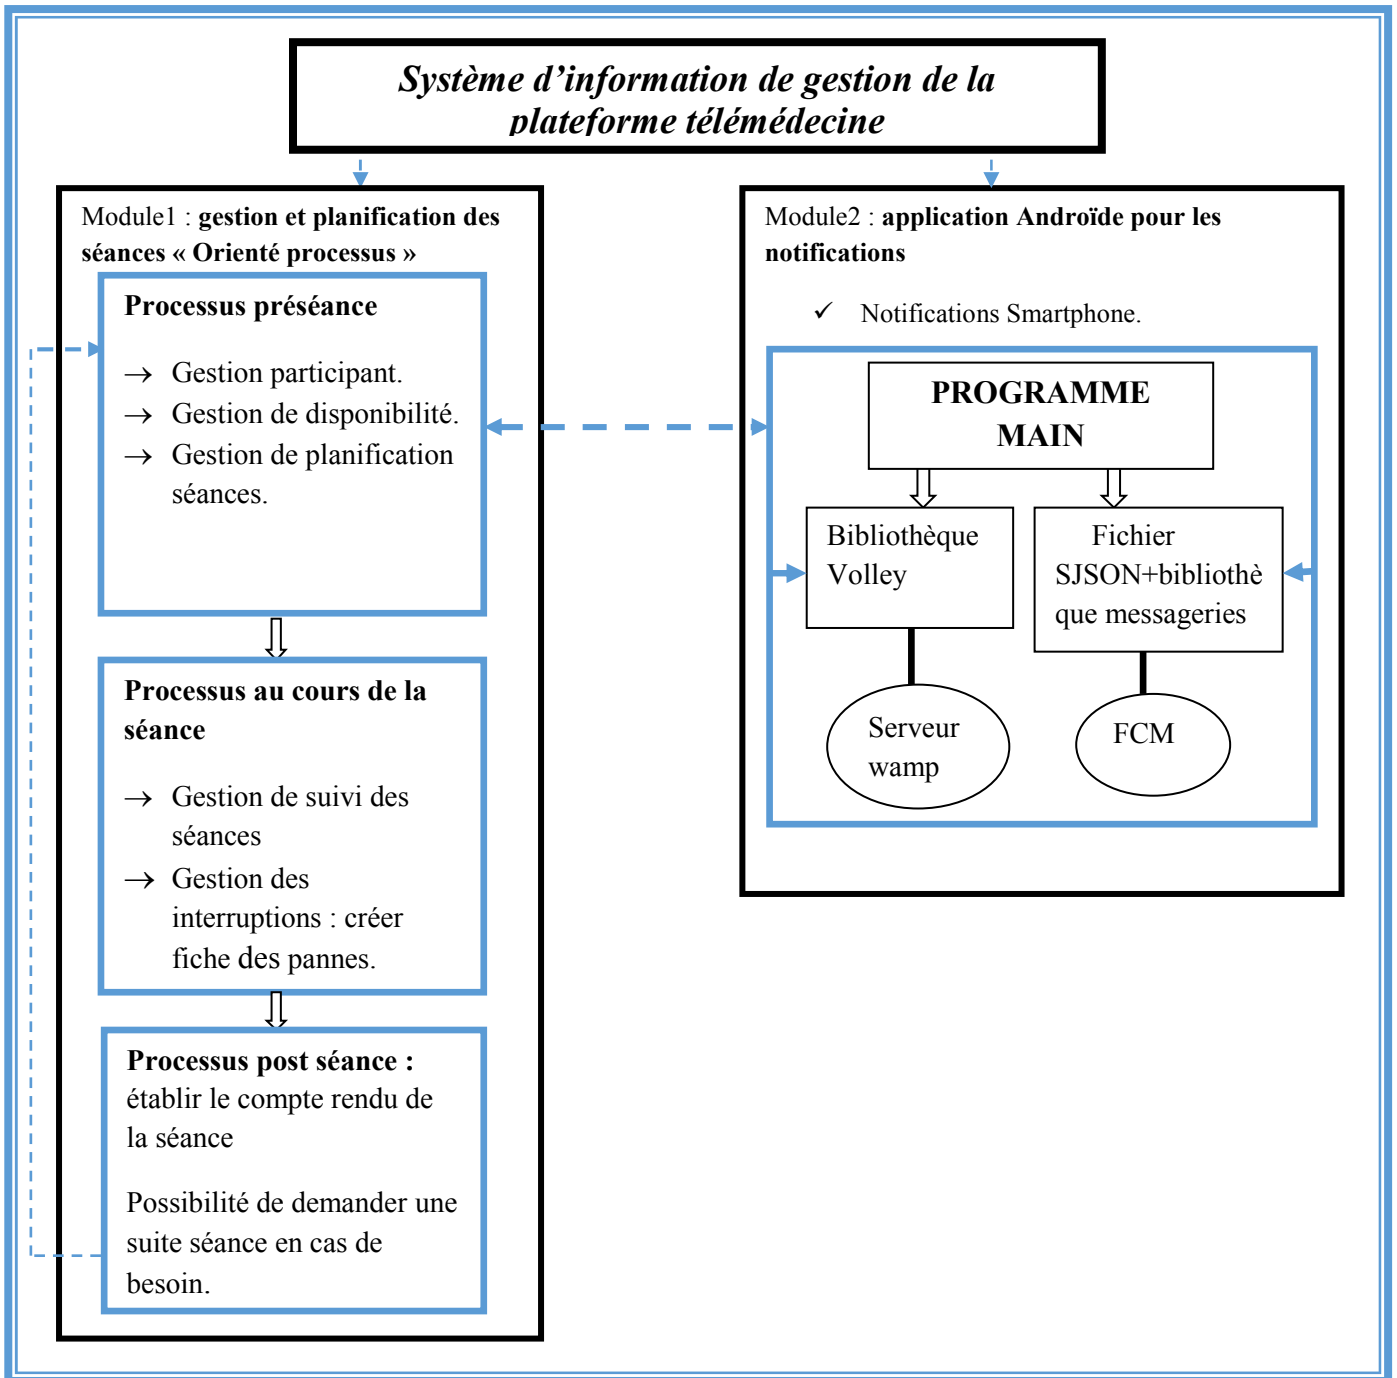 Système d’information de gestion de la
plateforme télémédecine
Module1 : gestion et planification des
séances « Orienté processus »
Processus préséance
→ Gestion participant.
→ Gestion de disponibilité.
→ Gestion de planification
séances.
Processus au cours de la
séance
→ Gestion de suivi des
séances
→ Gestion des
interruptions : créer
fiche des pannes.
Processus post séance :
établir le compte rendu de
la séance
Possibilité de demander une
suite séance en cas de
besoin.
Module2 : application Androïde pour les
notifications
✓ Notifications Smartphone.
PROGRAMME
MAIN
Bibliothèque
Volley
Fichier
SJSON+bibliothè
que messageries
Serveur
wamp
FCM